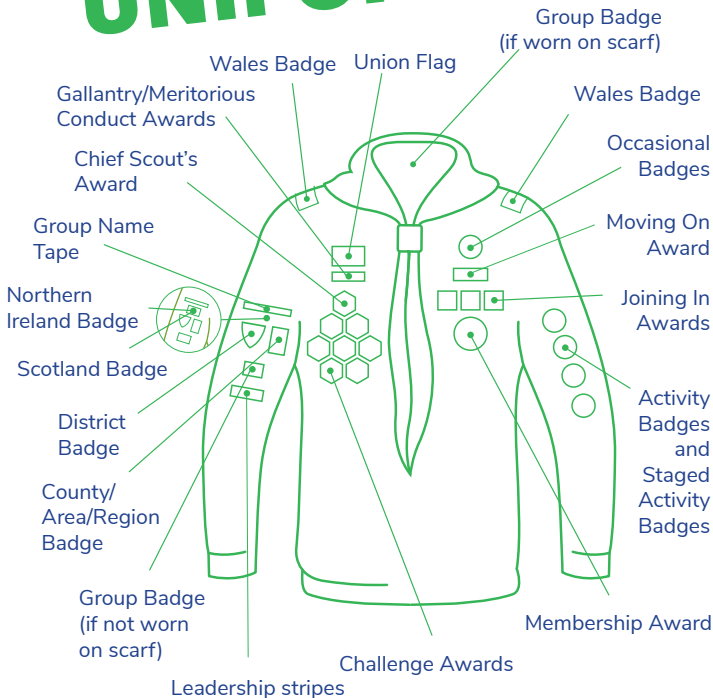 Group Badge
(if worn on scarf)
Wales Badge
Union Flag
Gallantry/Meritorious
Conduct Awards
Wales Badge
Chief Scout's
Award
Occasional
Badges
Group Name
Tape
Moving On
Award
Northern
Ireland Badge
Joining In
Awards
Scotland Badge
District
Badge
Activity
Badges
and
Staged
Activity
Badges
County/
Area/Region
Badge
Group Badge
(if not worn
on scarf)
Membership Award
Challenge Awards
Leadership stripes